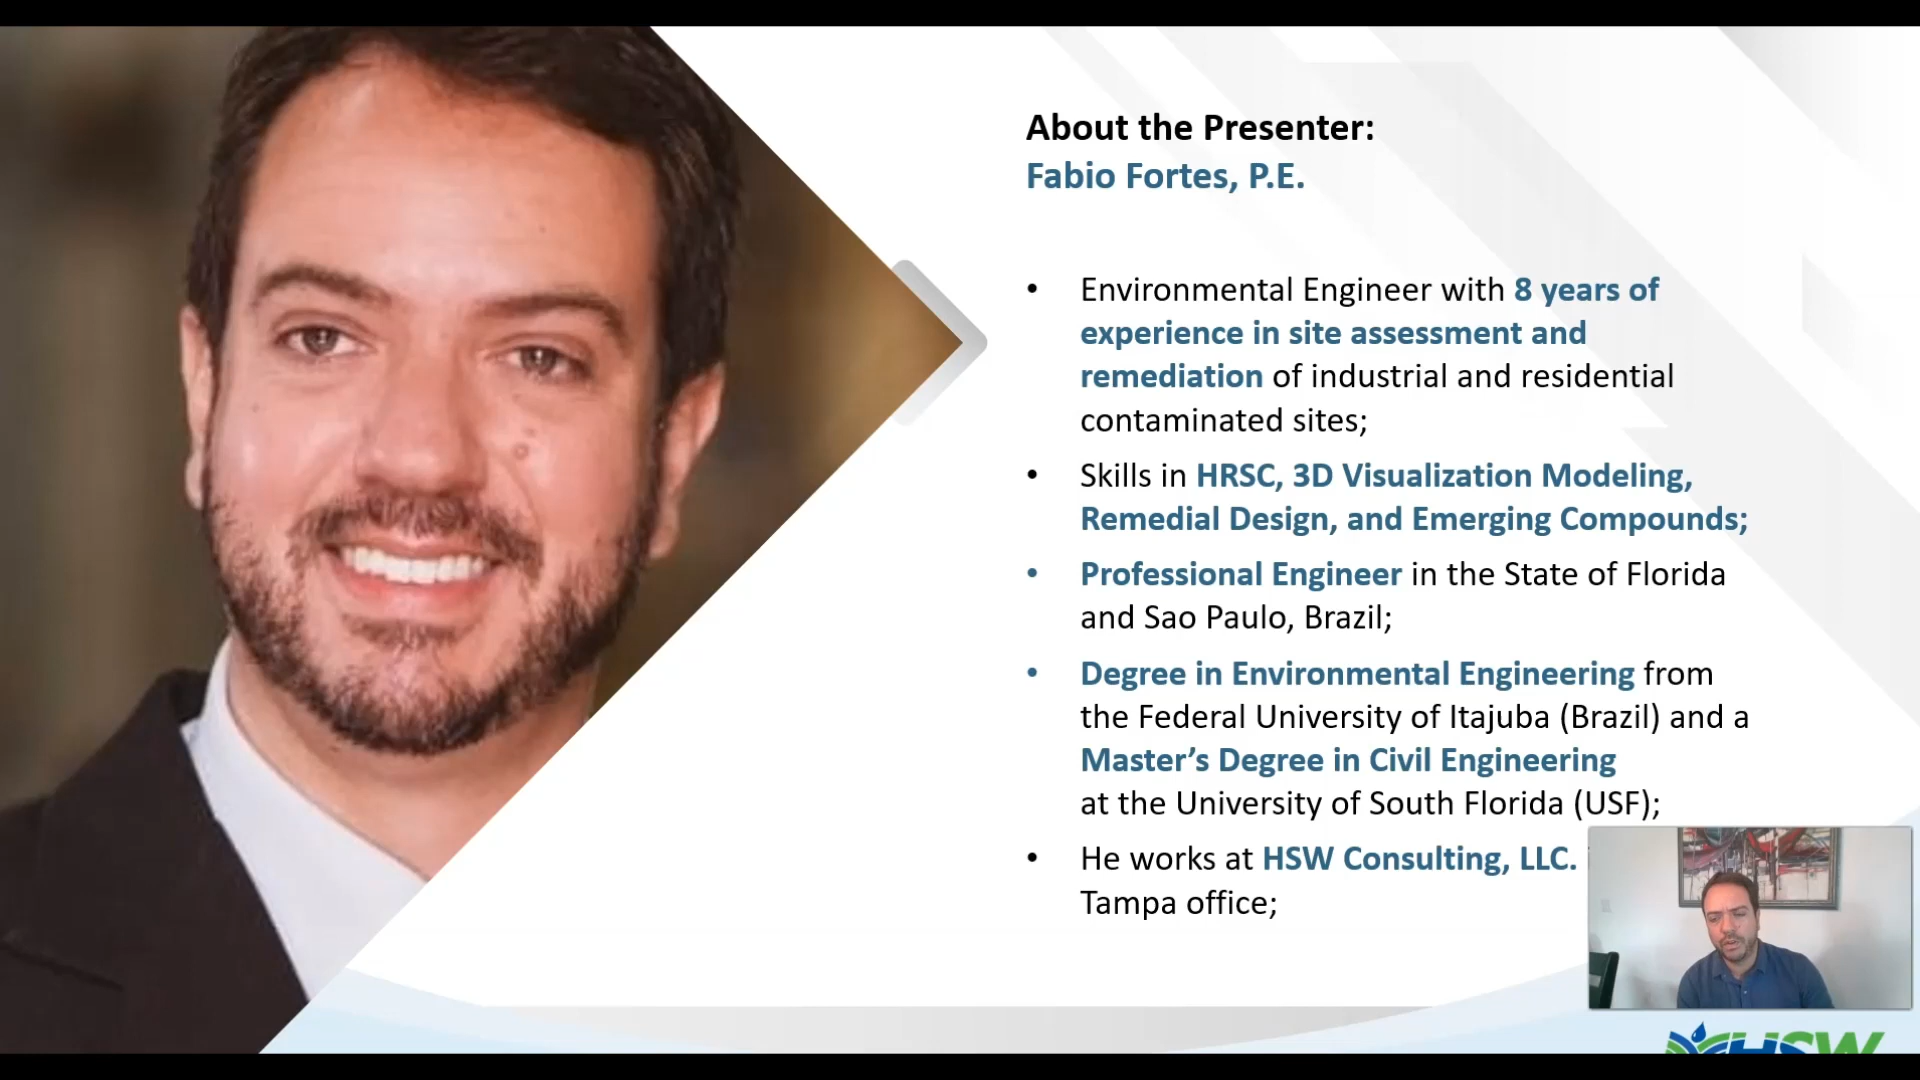 About the Presenter:
Fabio Fortes, P.E.
• Environmental Engineer with 8 years of
experience in site assessment and
remediation of industrial and residential
contaminated sites;
• Skills in HRSC, 3D Visualization Modeling,
Remedial Design, and Emerging Compounds;
• Professional Engineer in the State of Florida
and Sao Paulo, Brazil;
• Degree in Environmental Engineering from
the Federal University of Itajuba (Brazil) and a
Master’s Degree in Civil Engineering
at the University of South Florida (USF);
• He works at HSW Consulting, LLC.
Tampa office;
HSW